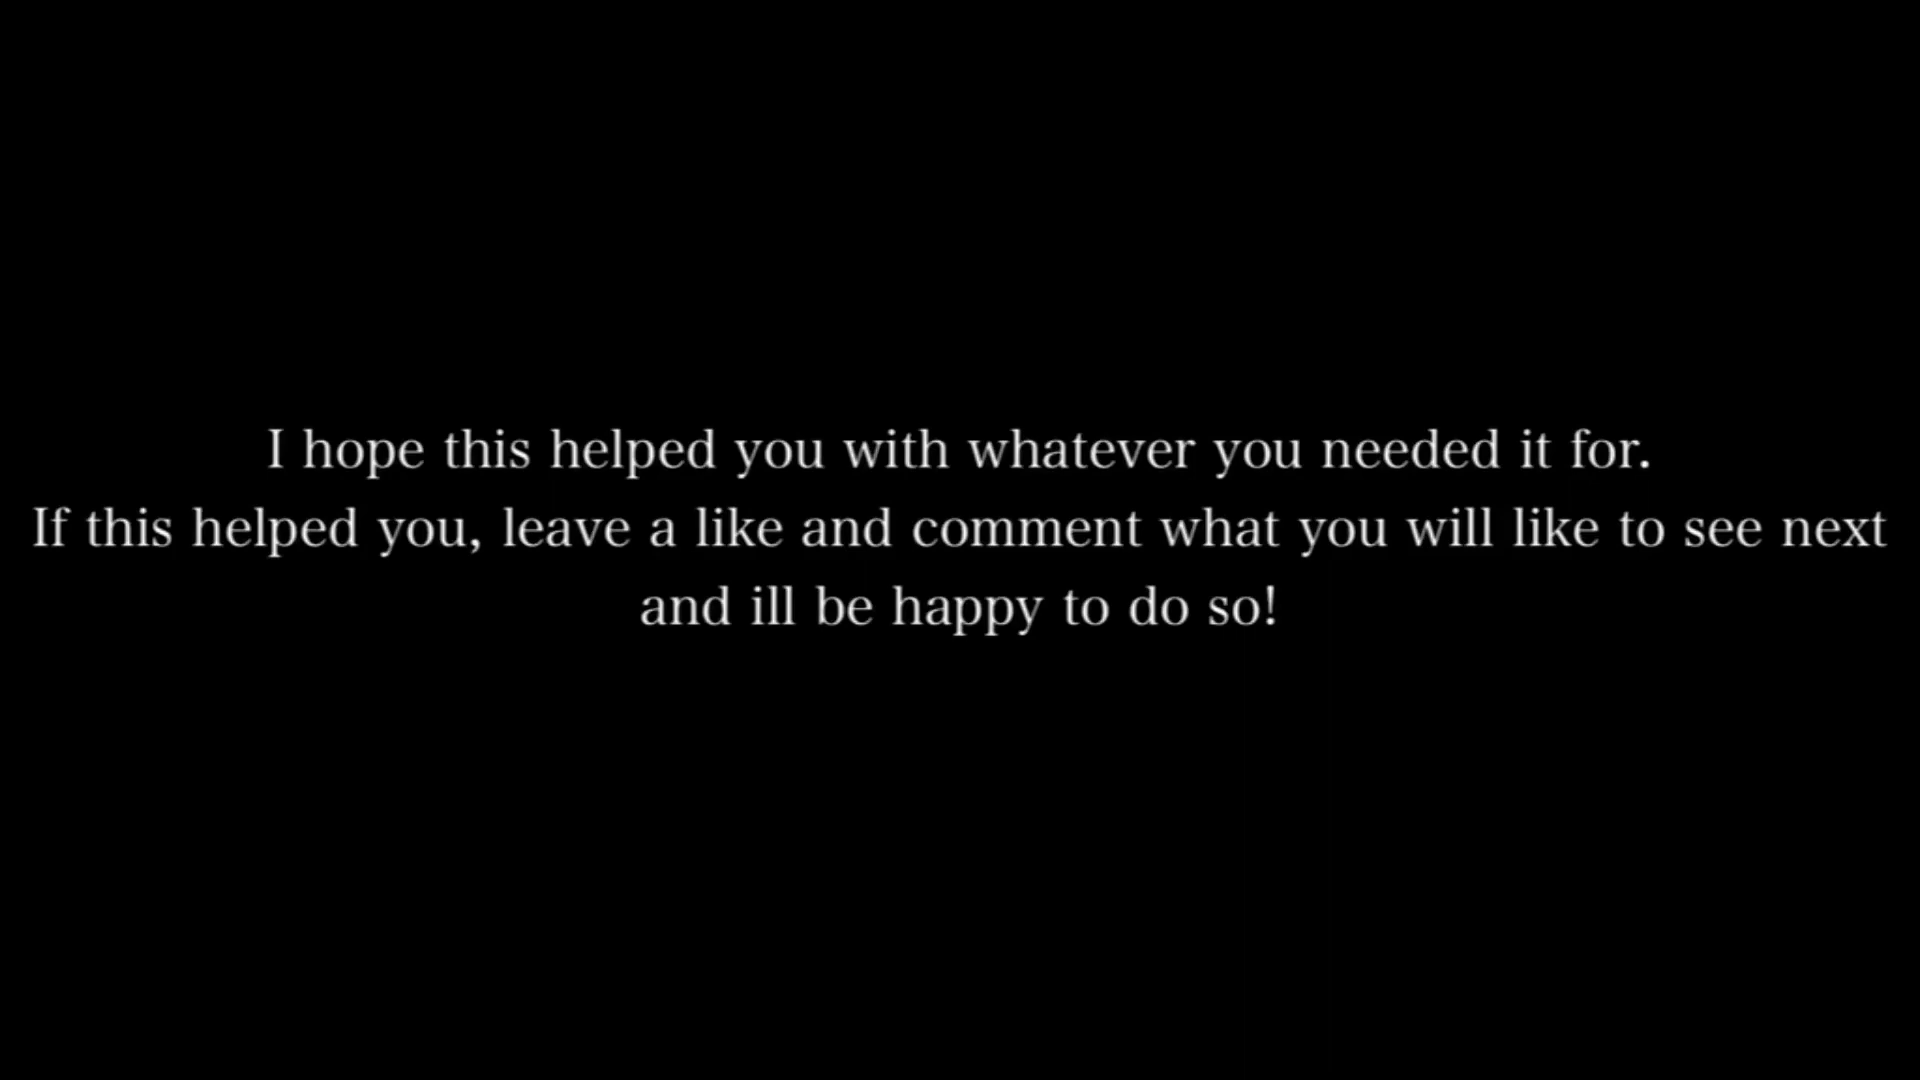 I hope this helped you with whatever you needed it for.
If this helped you, leave a like and comment what you will like to see next
and ill be happy to do so!